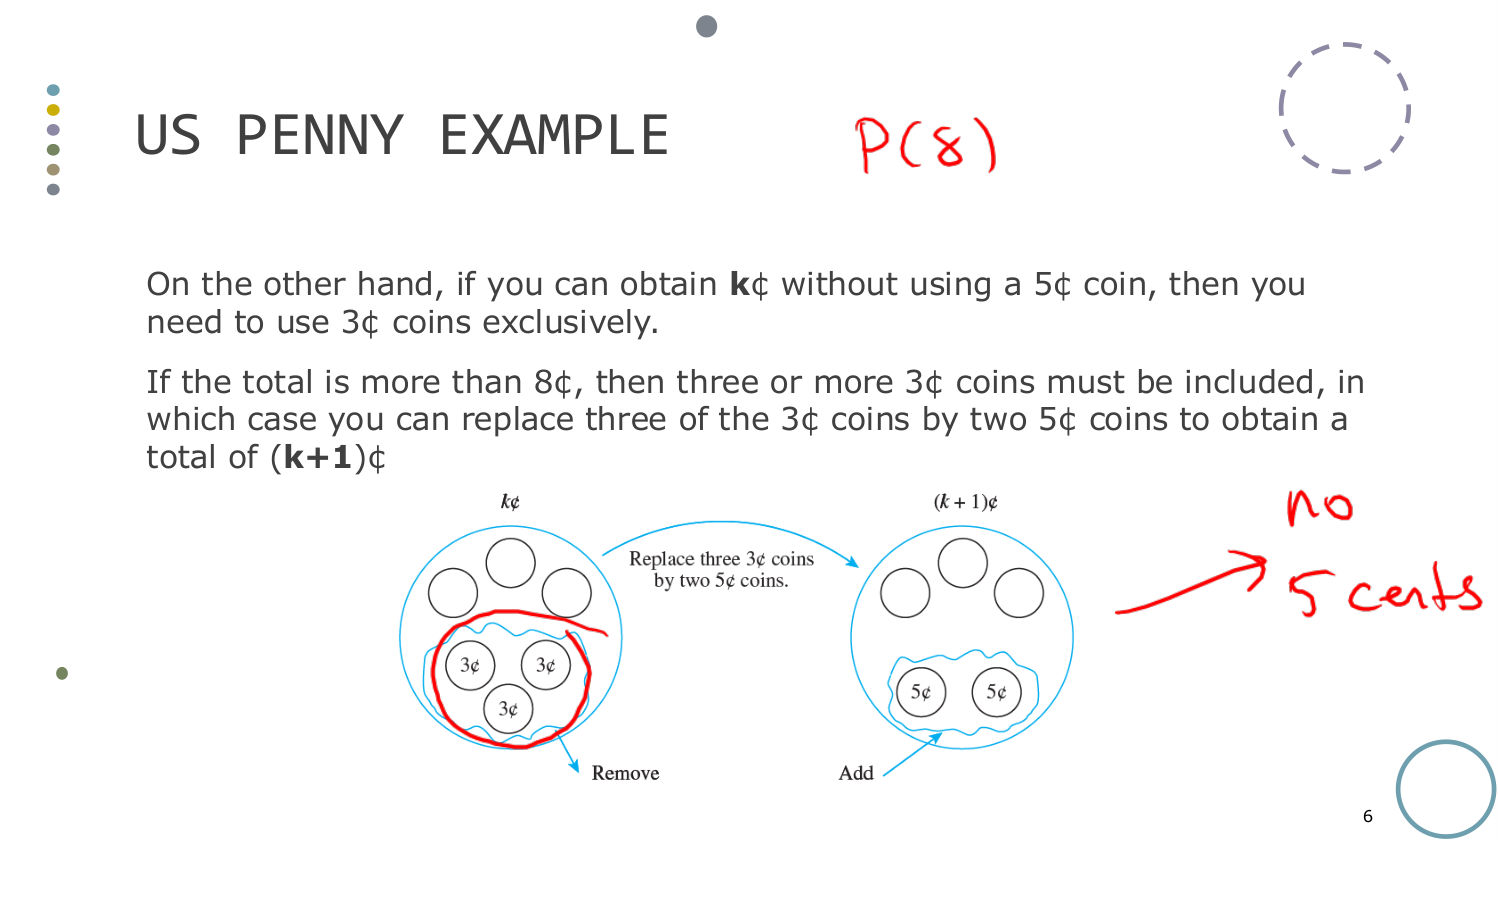 US PENNY EXAMPLE
P(8)
On the other hand, if you can obtain k¢ without using a 5¢ coin, then you
need to use 3¢ coins exclusively.
If the total is more than 8¢, then three or more 3¢ coins must be included, in
which case you can replace three of the 3¢ coins by two 5¢ coins to obtain a
total of (k+1)¢
k¢
(k + 1)¢
no
Replace three 3¢ coins
by two 5¢ coins.
5 cents
3¢ 3¢
3¢
5¢ 5¢
Remove
Add
6